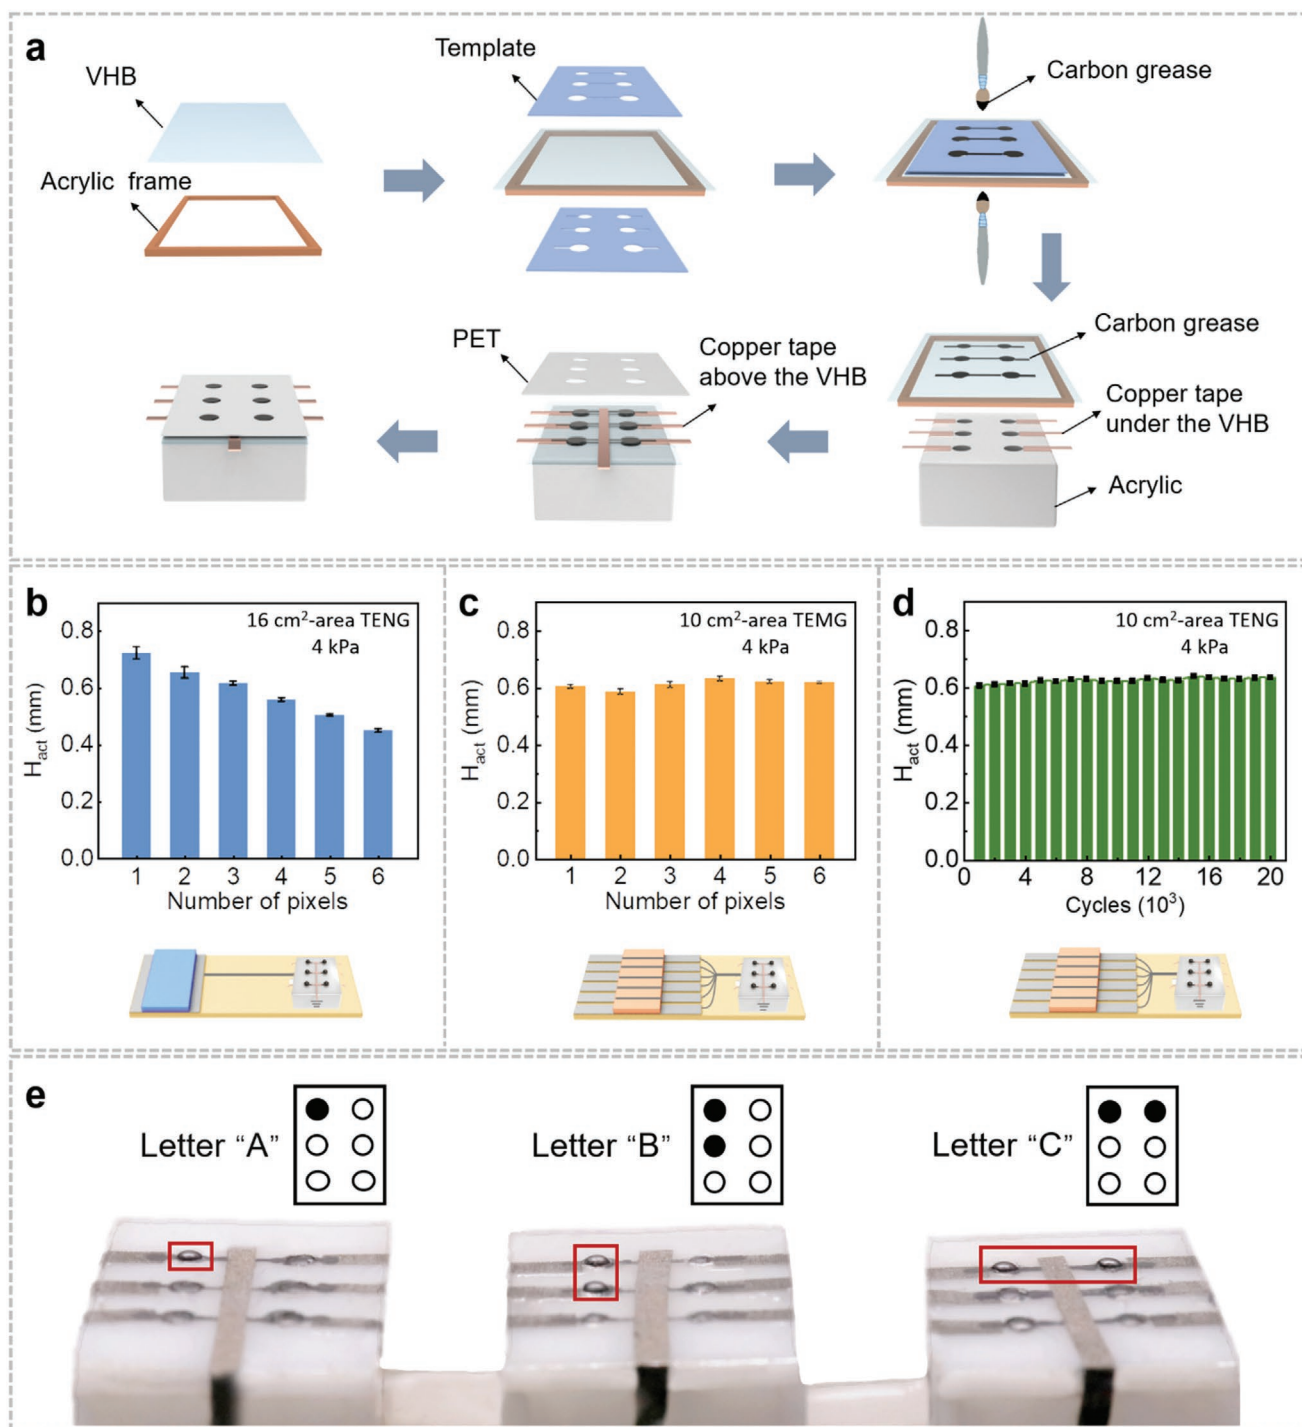 a
VHB
Acrylic frame
Template
Carbon grease
Carbon grease
Copper tape
under the VHB
Acrylic
PET
Copper tape
above the VHB
b
16 cm²-area TENG
4 kPa
H_act (mm)
0.8
0.6
0.4
0.2
0.0
1 2 3 4 5 6
Number of pixels
c
10 cm²-area TEMG
4 kPa
H_act (mm)
0.8
0.6
0.4
0.2
0.0
1 2 3 4 5 6
Number of pixels
d
10 cm²-area TENG
4 kPa
H_act (mm)
0.8
0.6
0.4
0.2
0.0
0 4 8 12 16 20
Cycles (10³)
e
Letter “A”
Letter “B”
Letter “C”